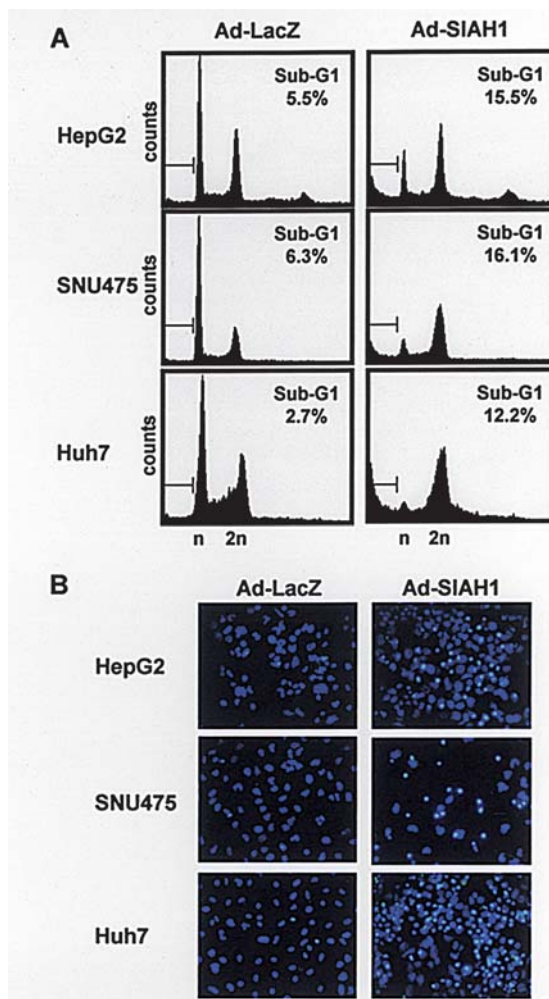 A
Ad-LacZ Ad-SIAH1
HepG2
counts
Sub-G1
5.5%
Sub-G1
15.5%
SNU475
counts
Sub-G1
6.3%
Sub-G1
16.1%
Huh7
counts
Sub-G1
2.7%
Sub-G1
12.2%
n 2n n 2n
B
Ad-LacZ Ad-SIAH1
HepG2
SNU475
Huh7